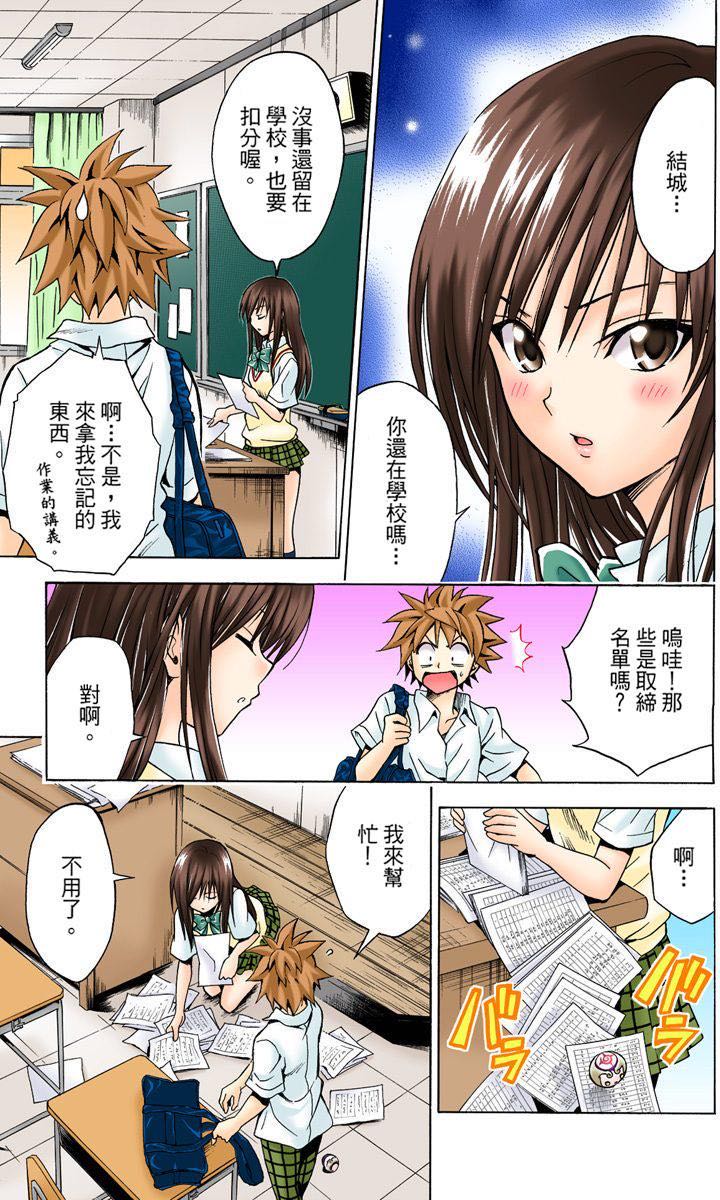 結城…
你還在學校嗎…
沒事還留在
學校，也要
扣分喔。
啊…不是，我
來拿我忘記的
東西。
作業的講義。
嗚哇！那
些是取締
名單嗎？
對啊。
啊…
バラ
バラ
我來幫
忙！
不用了。